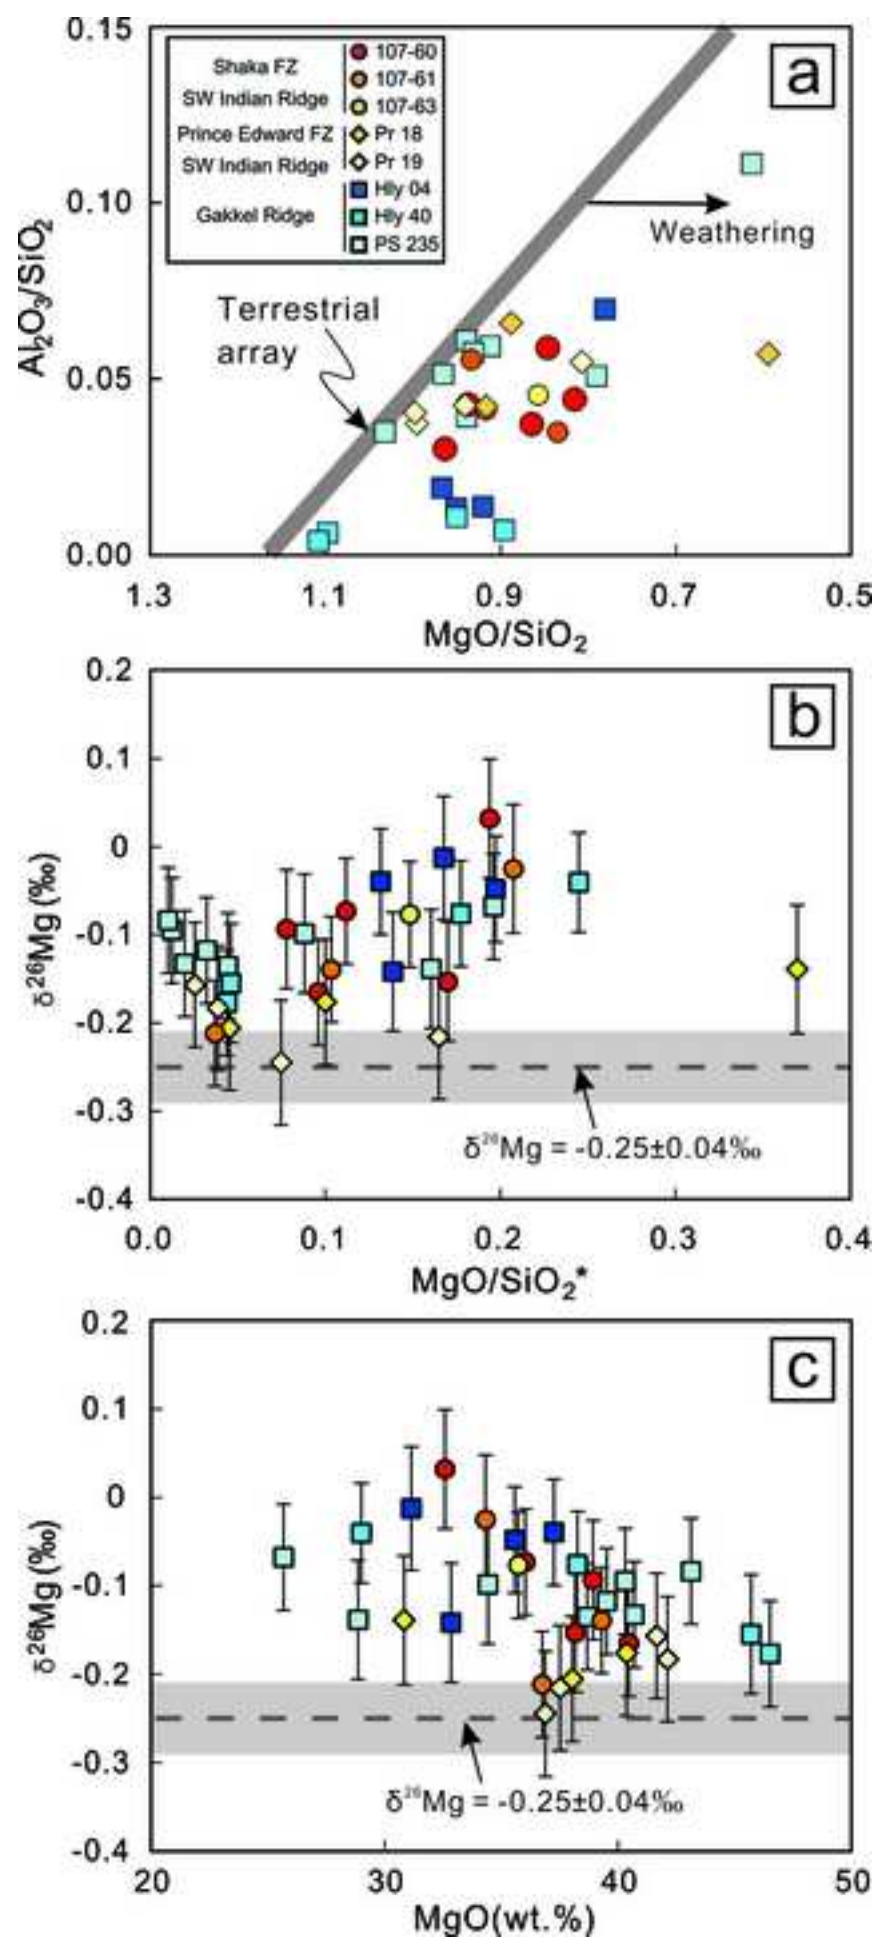 0.15
a
Shaka FZ
SW Indian Ridge
107-60
107-61
107-63
Prince Edward FZ
SW Indian Ridge
Pr 18
Pr 19
Gakkel Ridge
Hly 04
Hly 40
PS 235
0.10
Weathering
Terrestrial
array
0.05
0.00
Al₂O₃/SiO₂
1.3 1.1 0.9 0.7 0.5
MgO/SiO₂
0.2
b
0.1
0
-0.1
-0.2
-0.3
-0.4
δ²⁶Mg (‰)
δ²⁶Mg = -0.25±0.04‰
0.0 0.1 0.2 0.3 0.4
MgO/SiO₂*
0.2
c
0.1
0
-0.1
-0.2
-0.3
-0.4
δ²⁶Mg (‰)
δ²⁶Mg = -0.25±0.04‰
20 30 40 50
MgO(wt.%)